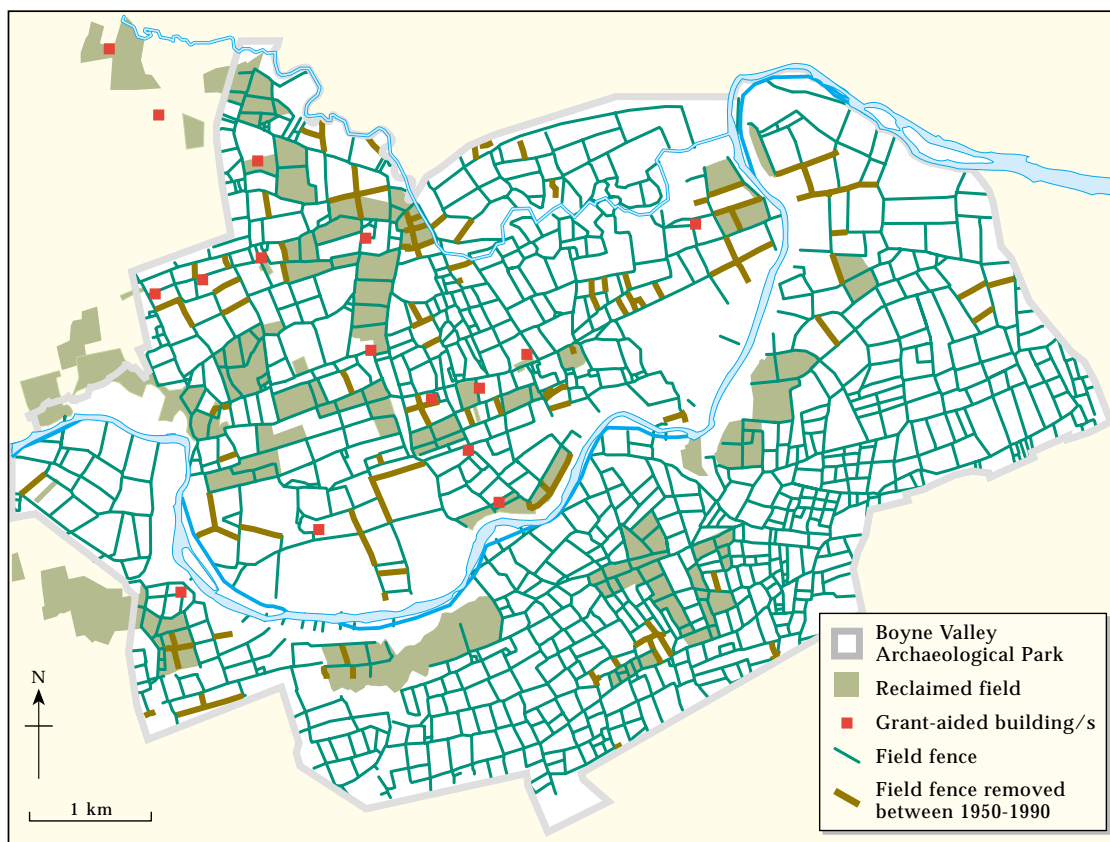 N
1 km
Boyne Valley
Archaeological Park
Reclaimed field
Grant-aided building/s
Field fence
Field fence removed
between 1950-1990